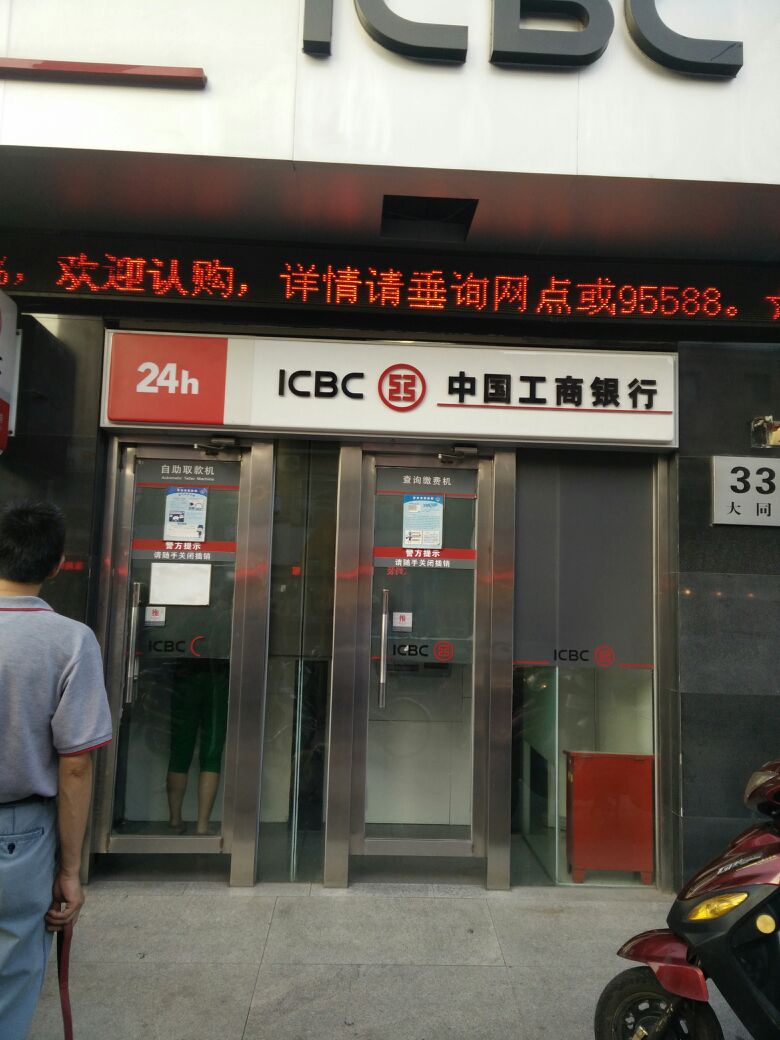 ICBC
，欢迎认购，详情请垂询网点或95588。
24h ICBC 中国工商银行
33
大同
自助取款机
Automatic Teller Machine
警方提示
请随手关闭插销
推
ICBC
查询缴费机
警方提示
请随手关闭插销
推
ICBC
ICBC